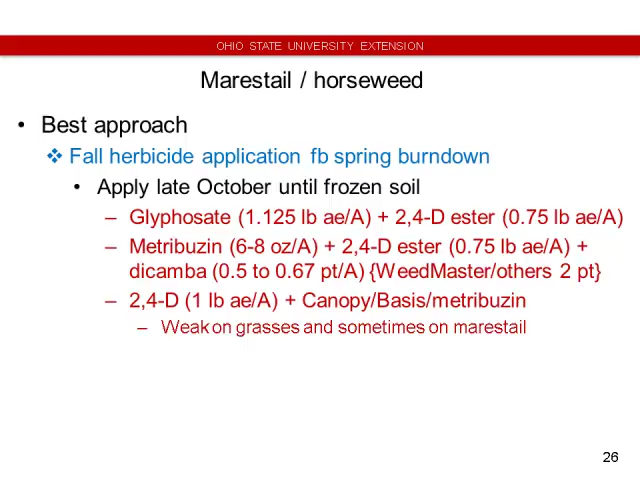 OHIO STATE UNIVERSITY EXTENSION
Marestail / horseweed
• Best approach
❖ Fall herbicide application fb spring burndown
• Apply late October until frozen soil
– Glyphosate (1.125 lb ae/A) + 2,4-D ester (0.75 lb ae/A)
– Metribuzin (6-8 oz/A) + 2,4-D ester (0.75 lb ae/A) +
dicamba (0.5 to 0.67 pt/A) {WeedMaster/others 2 pt}
– 2,4-D (1 lb ae/A) + Canopy/Basis/metribuzin
– Weak on grasses and sometimes on marestail
26